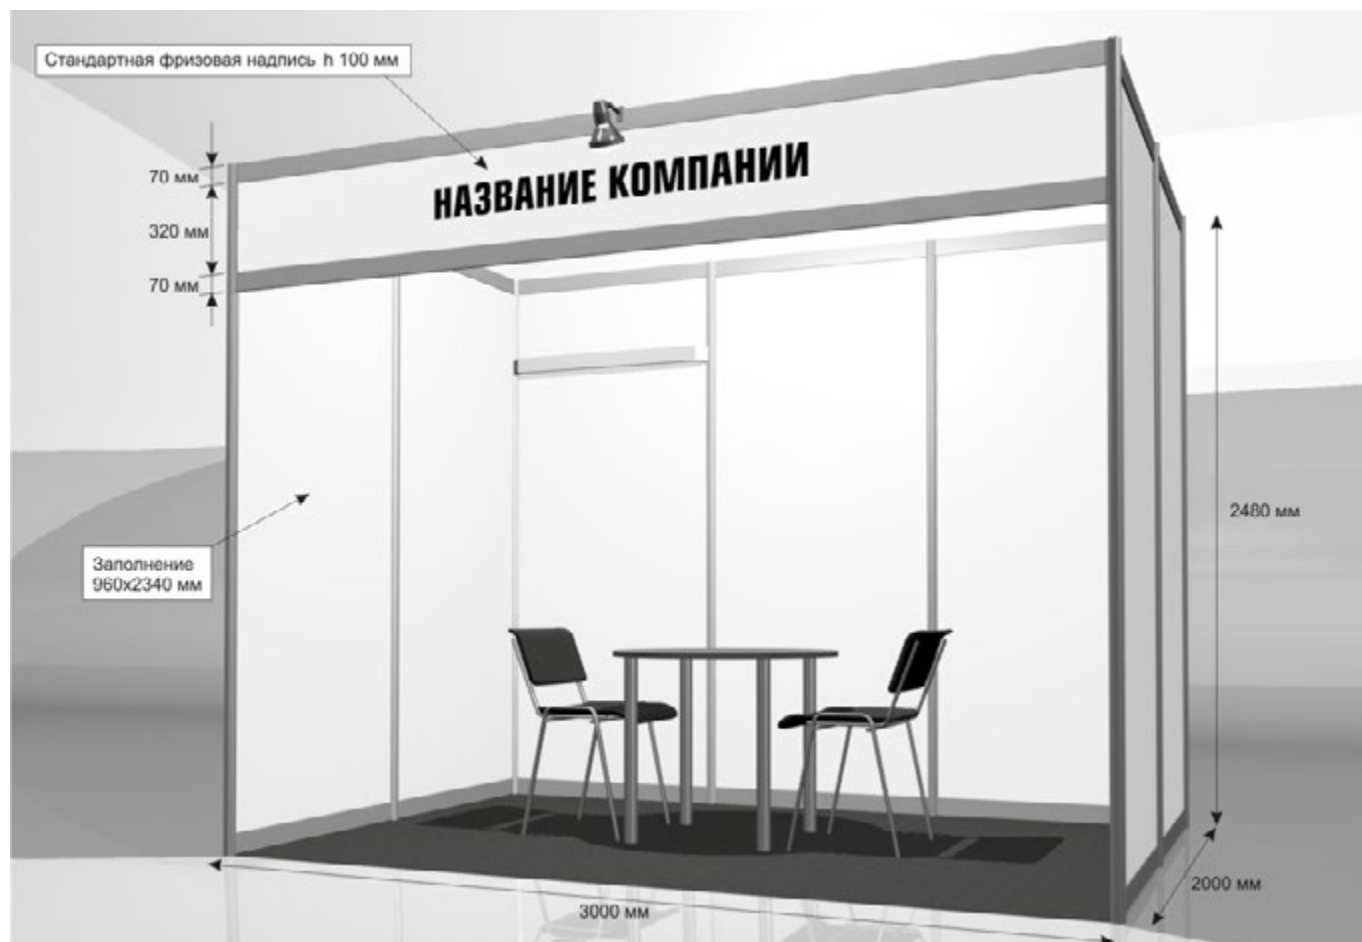 Стандартная фризовая надпись h 100 мм
НАЗВАНИЕ КОМПАНИИ
70 мм
320 мм
70 мм
2480 мм
Заполнение
960х2340 мм
2000 мм
3000 мм